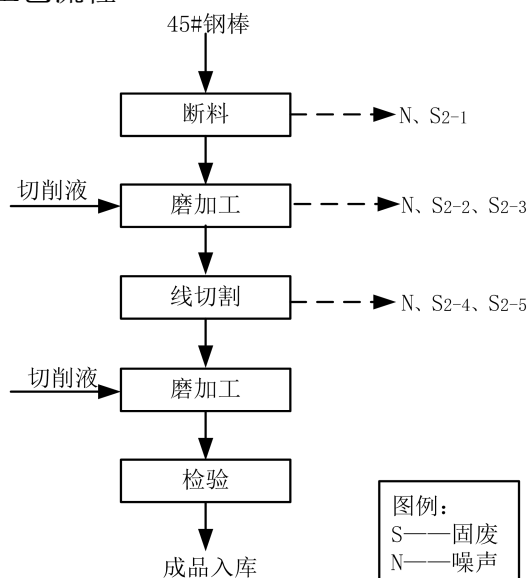 45#钢棒
断料
N、S2-1
切削液
磨加工
N、S2-2、S2-3
线切割
N、S2-4、S2-5
切削液
磨加工
检验
成品入库
图例：
S——固废
N——噪声